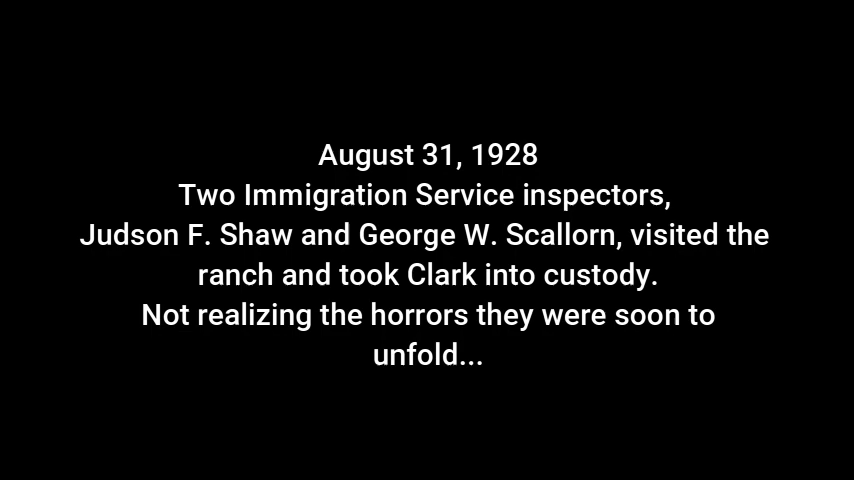 August 31, 1928
Two Immigration Service inspectors,
Judson F. Shaw and George W. Scallorn, visited the
ranch and took Clark into custody.
Not realizing the horrors they were soon to
unfold...